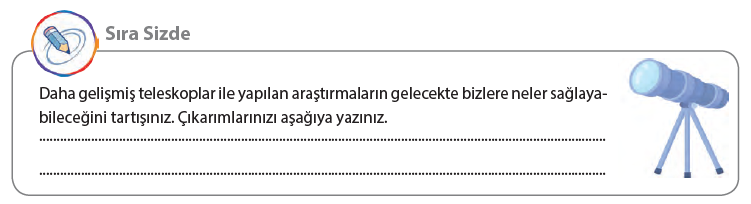 Sıra Sizde
Daha gelişmiş teleskoplar ile yapılan araştırmaların gelecekte bizlere neler sağlaya-
bileceğini tartışınız. Çıkarımlarınızı aşağıya yazınız.